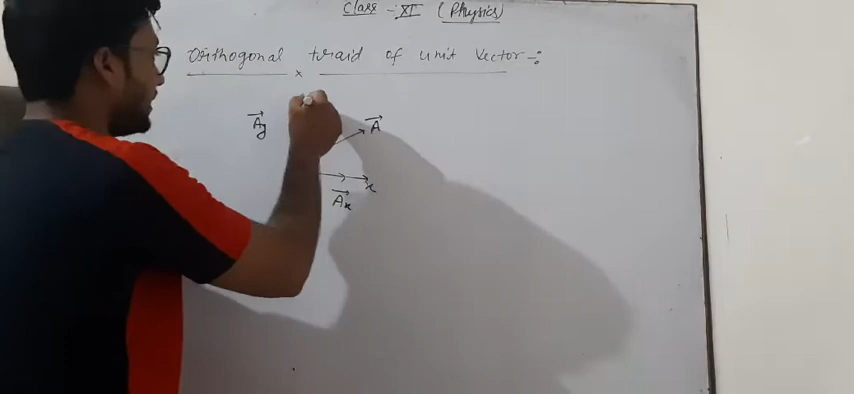 Class - XI (Physics)
Orthogonal traid of unit Vector -:
A⃗y
A⃗
x
A⃗x